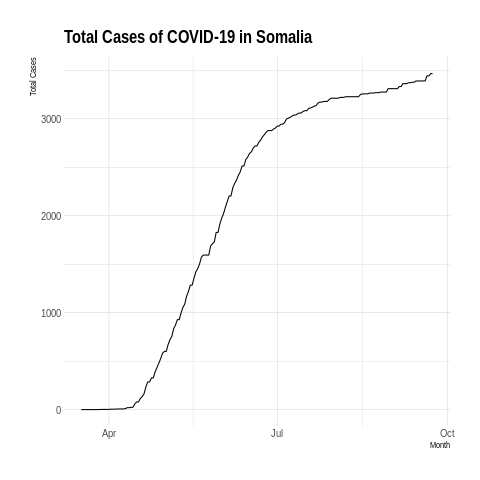 Total Cases of COVID-19 in Somalia
Total Cases
3000
2000
1000
0
Apr
Jul
Oct
Month